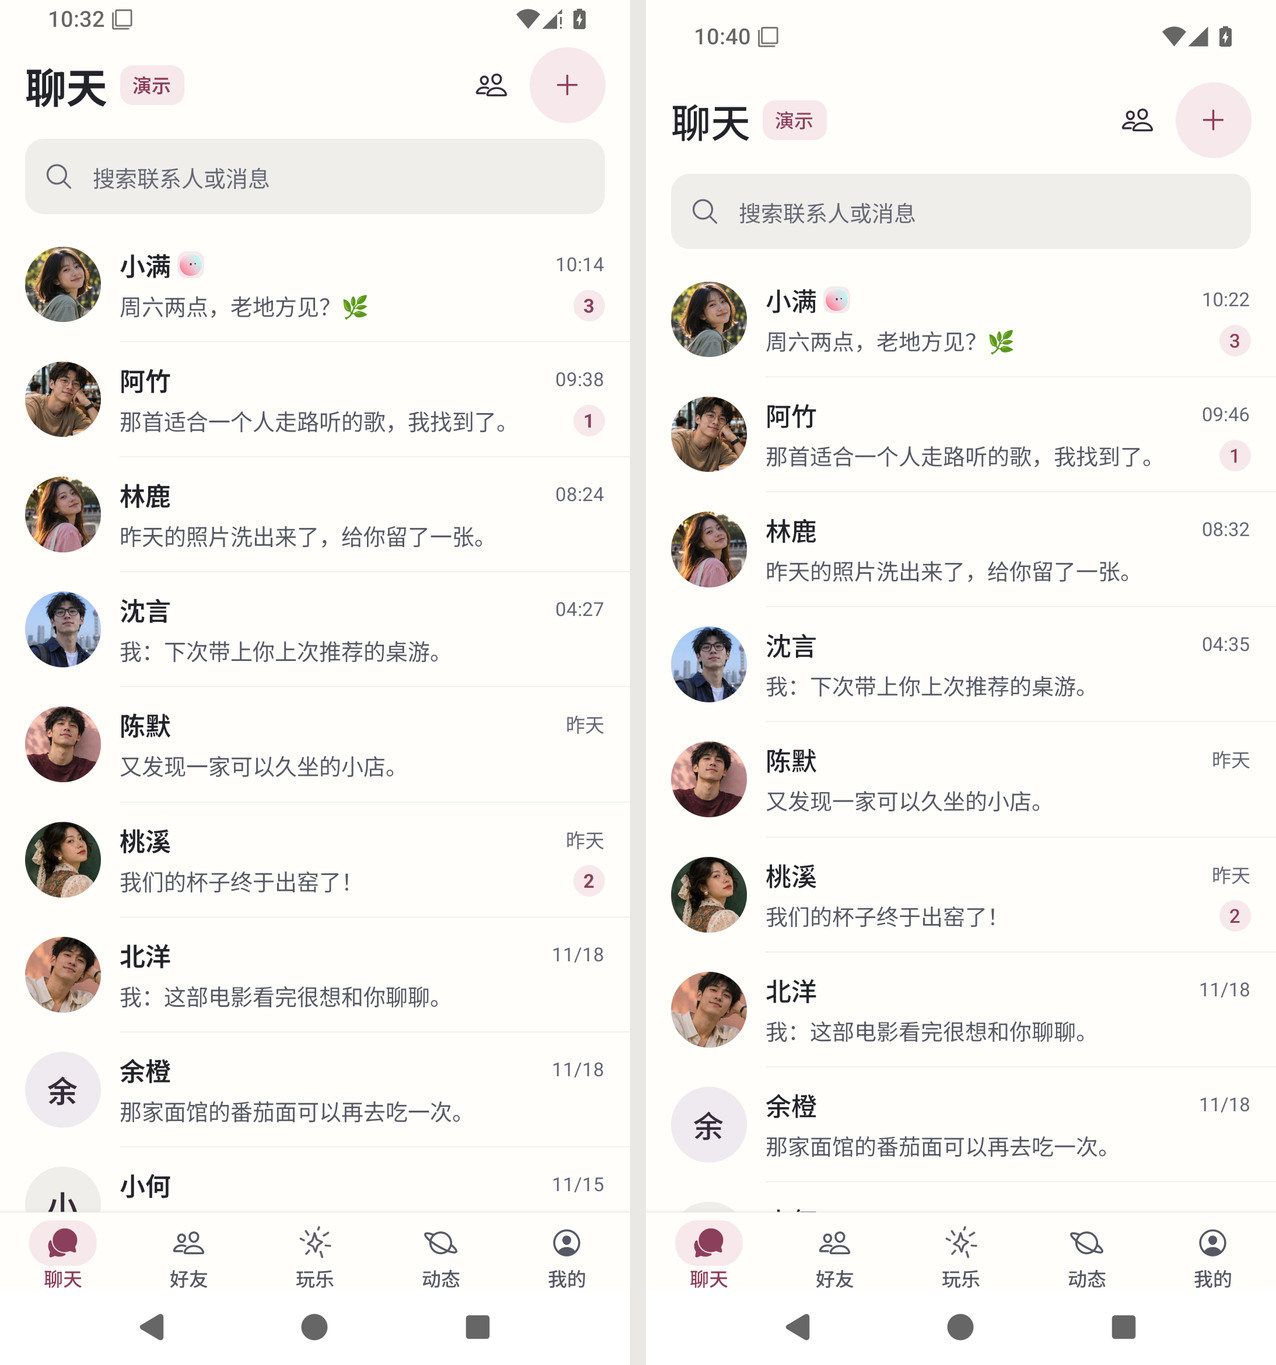 10:32
聊天 演示
搜索联系人或消息
小满 10:14
周六两点，老地方见？🌿 3
阿竹 09:38
那首适合一个人走路听的歌，我找到了。 1
林鹿 08:24
昨天的照片洗出来了，给你留了一张。
沈言 04:27
我：下次带上你上次推荐的桌游。
陈默 昨天
又发现一家可以久坐的小店。
桃溪 昨天
我们的杯子终于出窑了！ 2
北洋 11/18
我：这部电影看完很想和你聊聊。
余 余橙 11/18
那家面馆的番茄面可以再去吃一次。
小 小何 11/15
聊天 好友 玩乐 动态 我的
10:40
聊天 演示
搜索联系人或消息
小满 10:22
周六两点，老地方见？🌿 3
阿竹 09:46
那首适合一个人走路听的歌，我找到了。 1
林鹿 08:32
昨天的照片洗出来了，给你留了一张。
沈言 04:35
我：下次带上你上次推荐的桌游。
陈默 昨天
又发现一家可以久坐的小店。
桃溪 昨天
我们的杯子终于出窑了！ 2
北洋 11/18
我：这部电影看完很想和你聊聊。
余 余橙 11/18
那家面馆的番茄面可以再去吃一次。
聊天 好友 玩乐 动态 我的